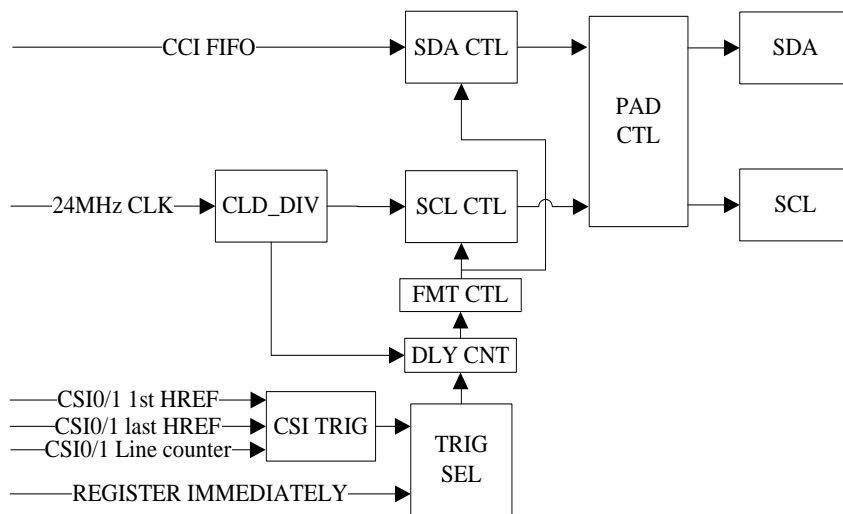 CCI FIFO
SDA CTL
SDA
PAD
CTL
24MHz CLK
CLD_DIV
SCL CTL
SCL
FMT CTL
DLY CNT
CSI0/1 1st HREF
CSI0/1 last HREF
CSI0/1 Line counter
CSI TRIG
TRIG
SEL
REGISTER IMMEDIATELY